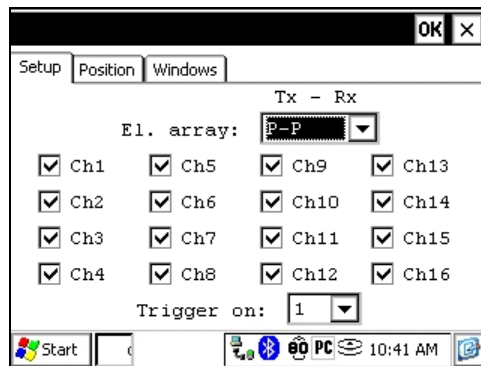 OK ×
Setup Position Windows
Tx - Rx
El. array: P-P
Ch1 Ch5 Ch9 Ch13
Ch2 Ch6 Ch10 Ch14
Ch3 Ch7 Ch11 Ch15
Ch4 Ch8 Ch12 Ch16
Trigger on: 1
Start PC 10:41 AM